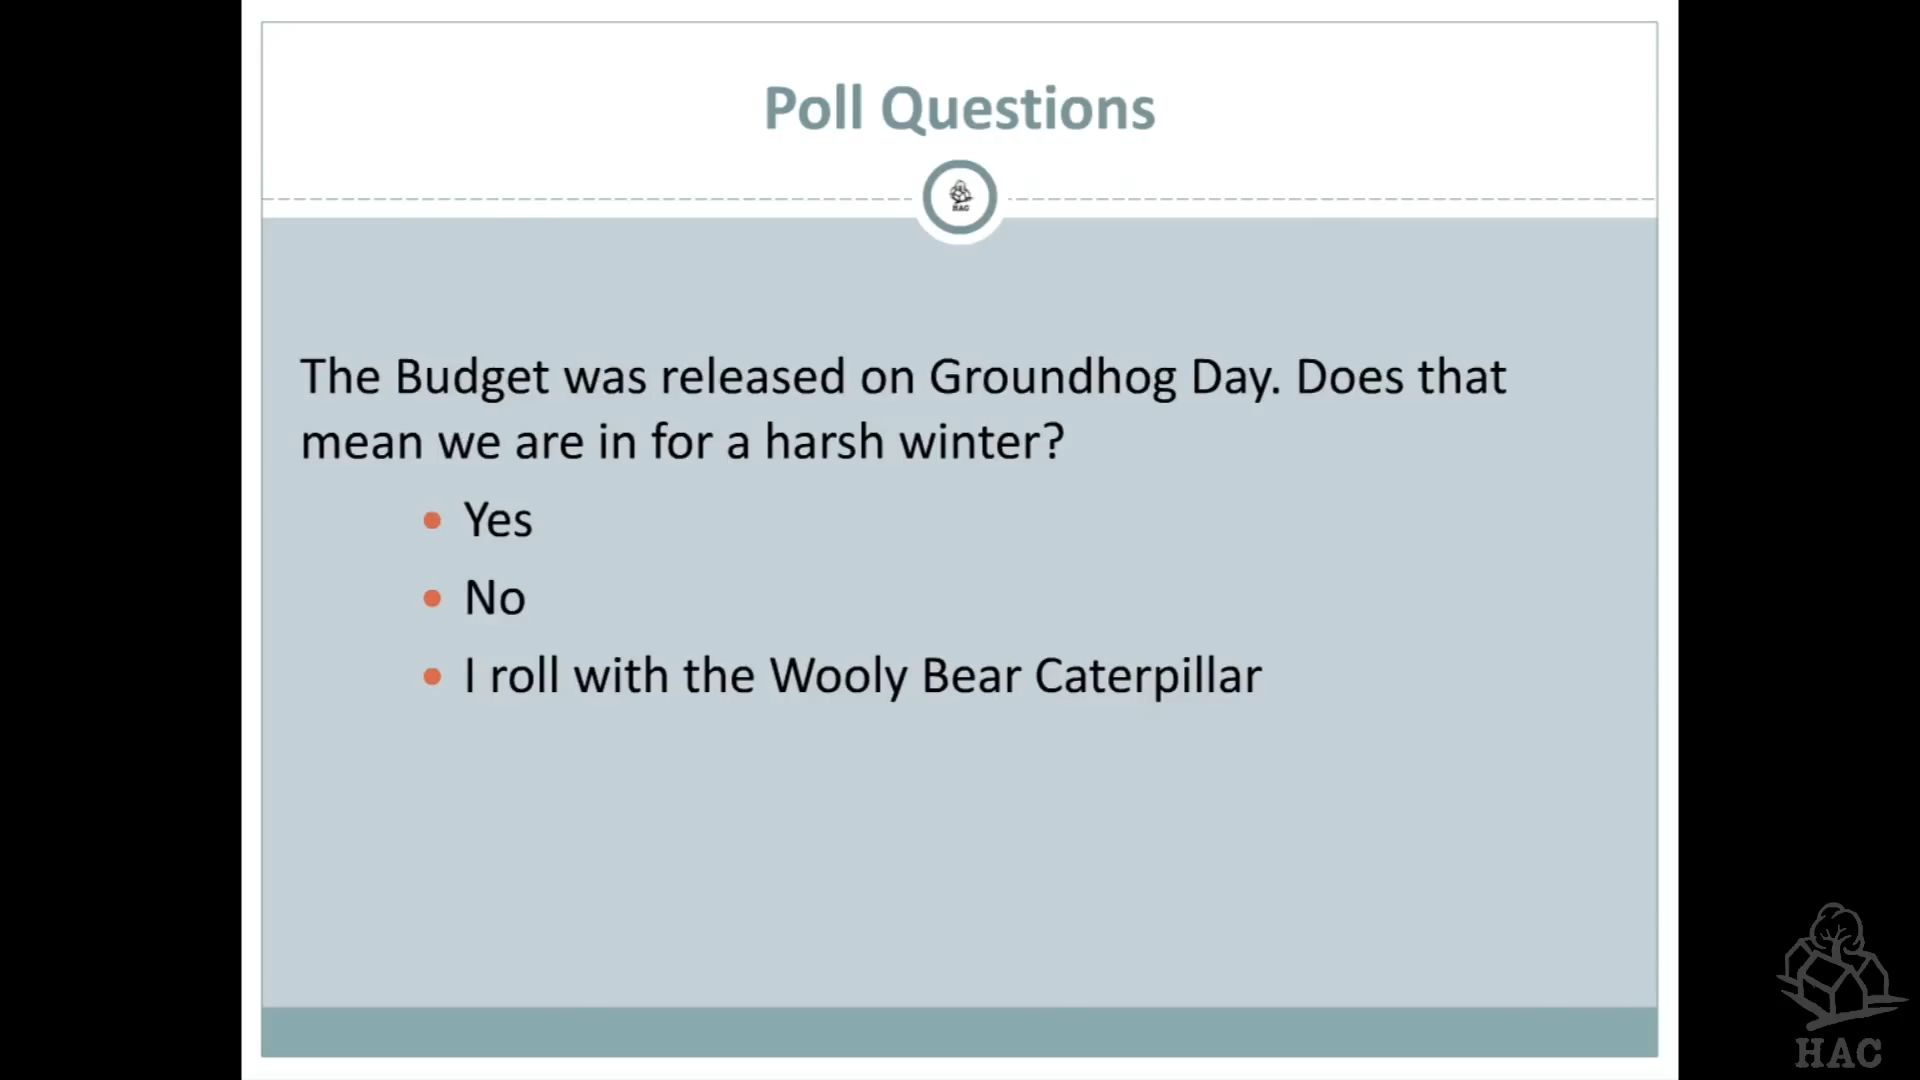 Poll Questions
HAC
The Budget was released on Groundhog Day. Does that
mean we are in for a harsh winter?
• Yes
• No
• I roll with the Wooly Bear Caterpillar
HAC